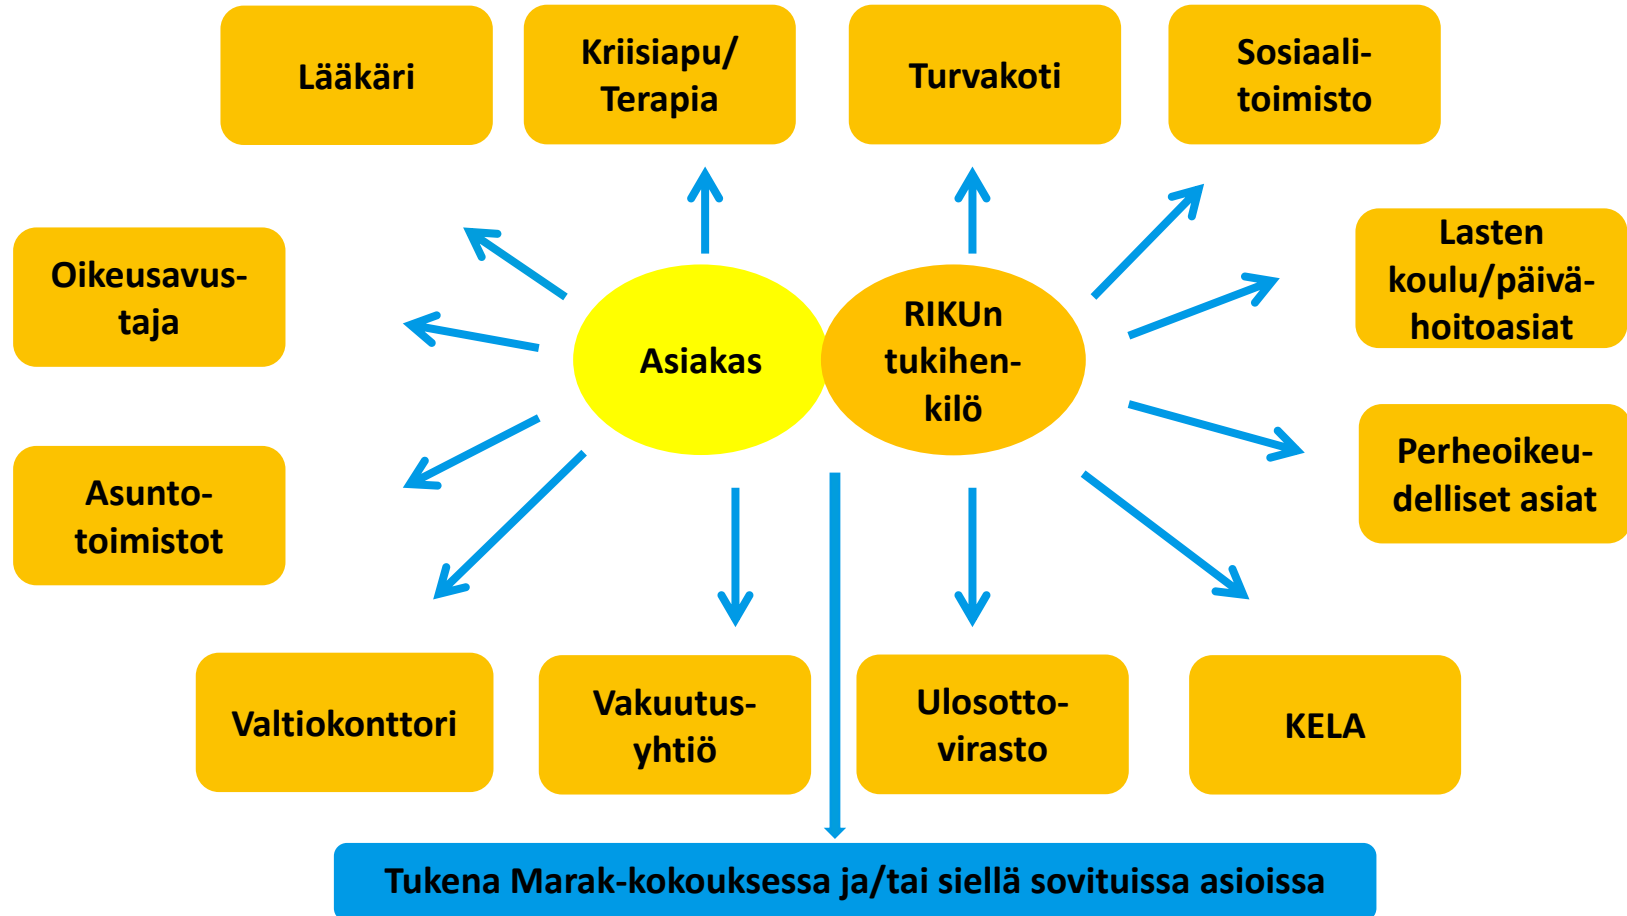 Lääkäri
Kriisiapu/
Terapia
Turvakoti
Sosiaali-
toimisto
Oikeusavus-
taja
Asiakas
RIKUn
tukihen-
kilö
Lasten
koulu/päivä-
hoitoasiat
Asunto-
toimistot
Perheoikeu-
delliset asiat
Valtiokonttori
Vakuutus-
yhtiö
Ulosotto-
virasto
KELA
Tukena Marak-kokouksessa ja/tai siellä sovituissa asioissa